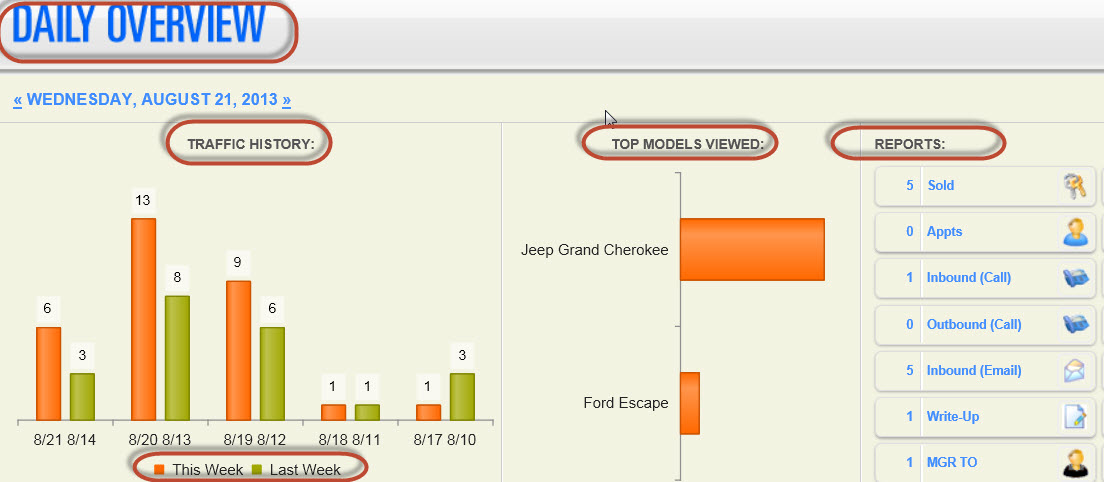 DAILY OVERVIEW
« WEDNESDAY, AUGUST 21, 2013 »
TRAFFIC HISTORY:
13
8
9
6
6
3
1
1
1
3
8/21 8/14
8/20 8/13
8/19 8/12
8/18 8/11
8/17 8/10
This Week
Last Week
TOP MODELS VIEWED:
Jeep Grand Cherokee
Ford Escape
REPORTS:
5 Sold
0 Appts
1 Inbound (Call)
0 Outbound (Call)
5 Inbound (Email)
1 Write-Up
1 MGR TO